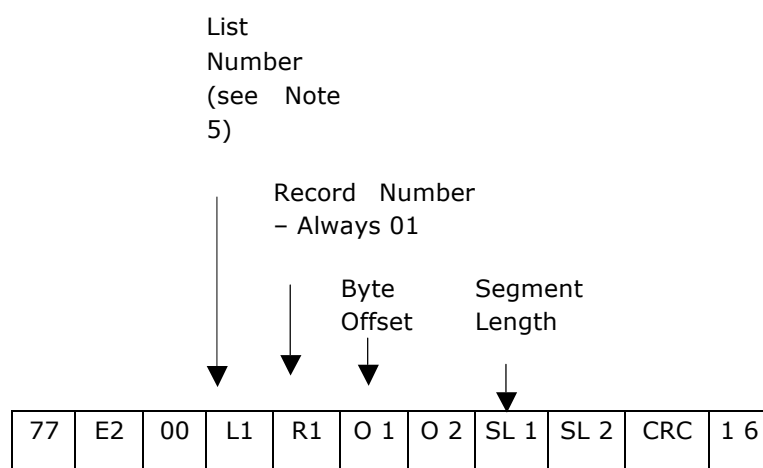 List
Number
(see Note
5)
Record Number
– Always 01
Byte
Offset
Segment
Length
77 E2 00 L1 R1 O 1 O 2 SL 1 SL 2 CRC 1 6